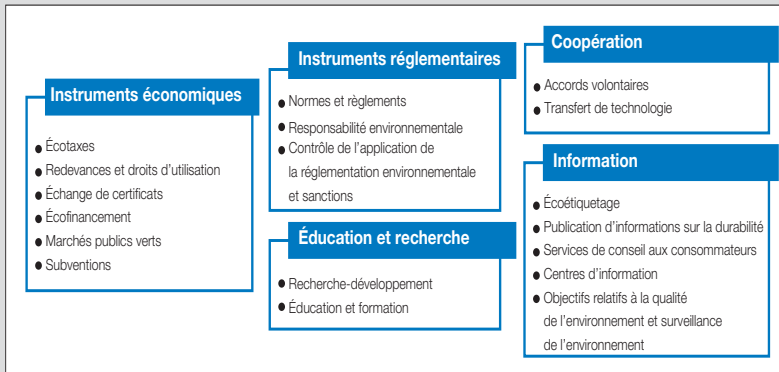 Instruments économiques
● Écotaxes
● Redevances et droits d'utilisation
● Échange de certificats
● Écofinancement
● Marchés publics verts
● Subventions
Instruments réglementaires
● Normes et règlements
● Responsabilité environnementale
● Contrôle de l'application de
la réglementation environnementale
et sanctions
Éducation et recherche
● Recherche-développement
● Éducation et formation
Coopération
● Accords volontaires
● Transfert de technologie
Information
● Écoétiquetage
● Publication d'informations sur la durabilité
● Services de conseil aux consommateurs
● Centres d'information
● Objectifs relatifs à la qualité
de l'environnement et surveillance
de l'environnement